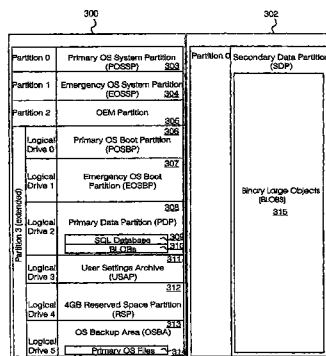 300
302
Partition 0
Primary OS System Partition
(POSSP)
303
Partition 1
Emergency OS System
Partition (EOSSP)
304
Partition 2
OEM Partition
305
Partition 3 (extended)
Logical
Drive 0
306
Primary OS Boot Partition
(POSBP)
Logical
Drive 1
307
Emergency OS Boot
Partition (EOSBP)
Logical
Drive 2
308
Primary Data Partition (PDP)
SQL Database
309
BLOBs
310
Logical
Drive 3
311
User Settings Archive
(USAP)
Logical
Drive 4
312
4GB Reserved Space Partition
(RSP)
Logical
Drive 5
313
OS Backup Area (OSBA)
Primary OS Files
314
Partition 0
Secondary Data Partition
(SDP)
Binary Large Objects
(BLOBS)
315